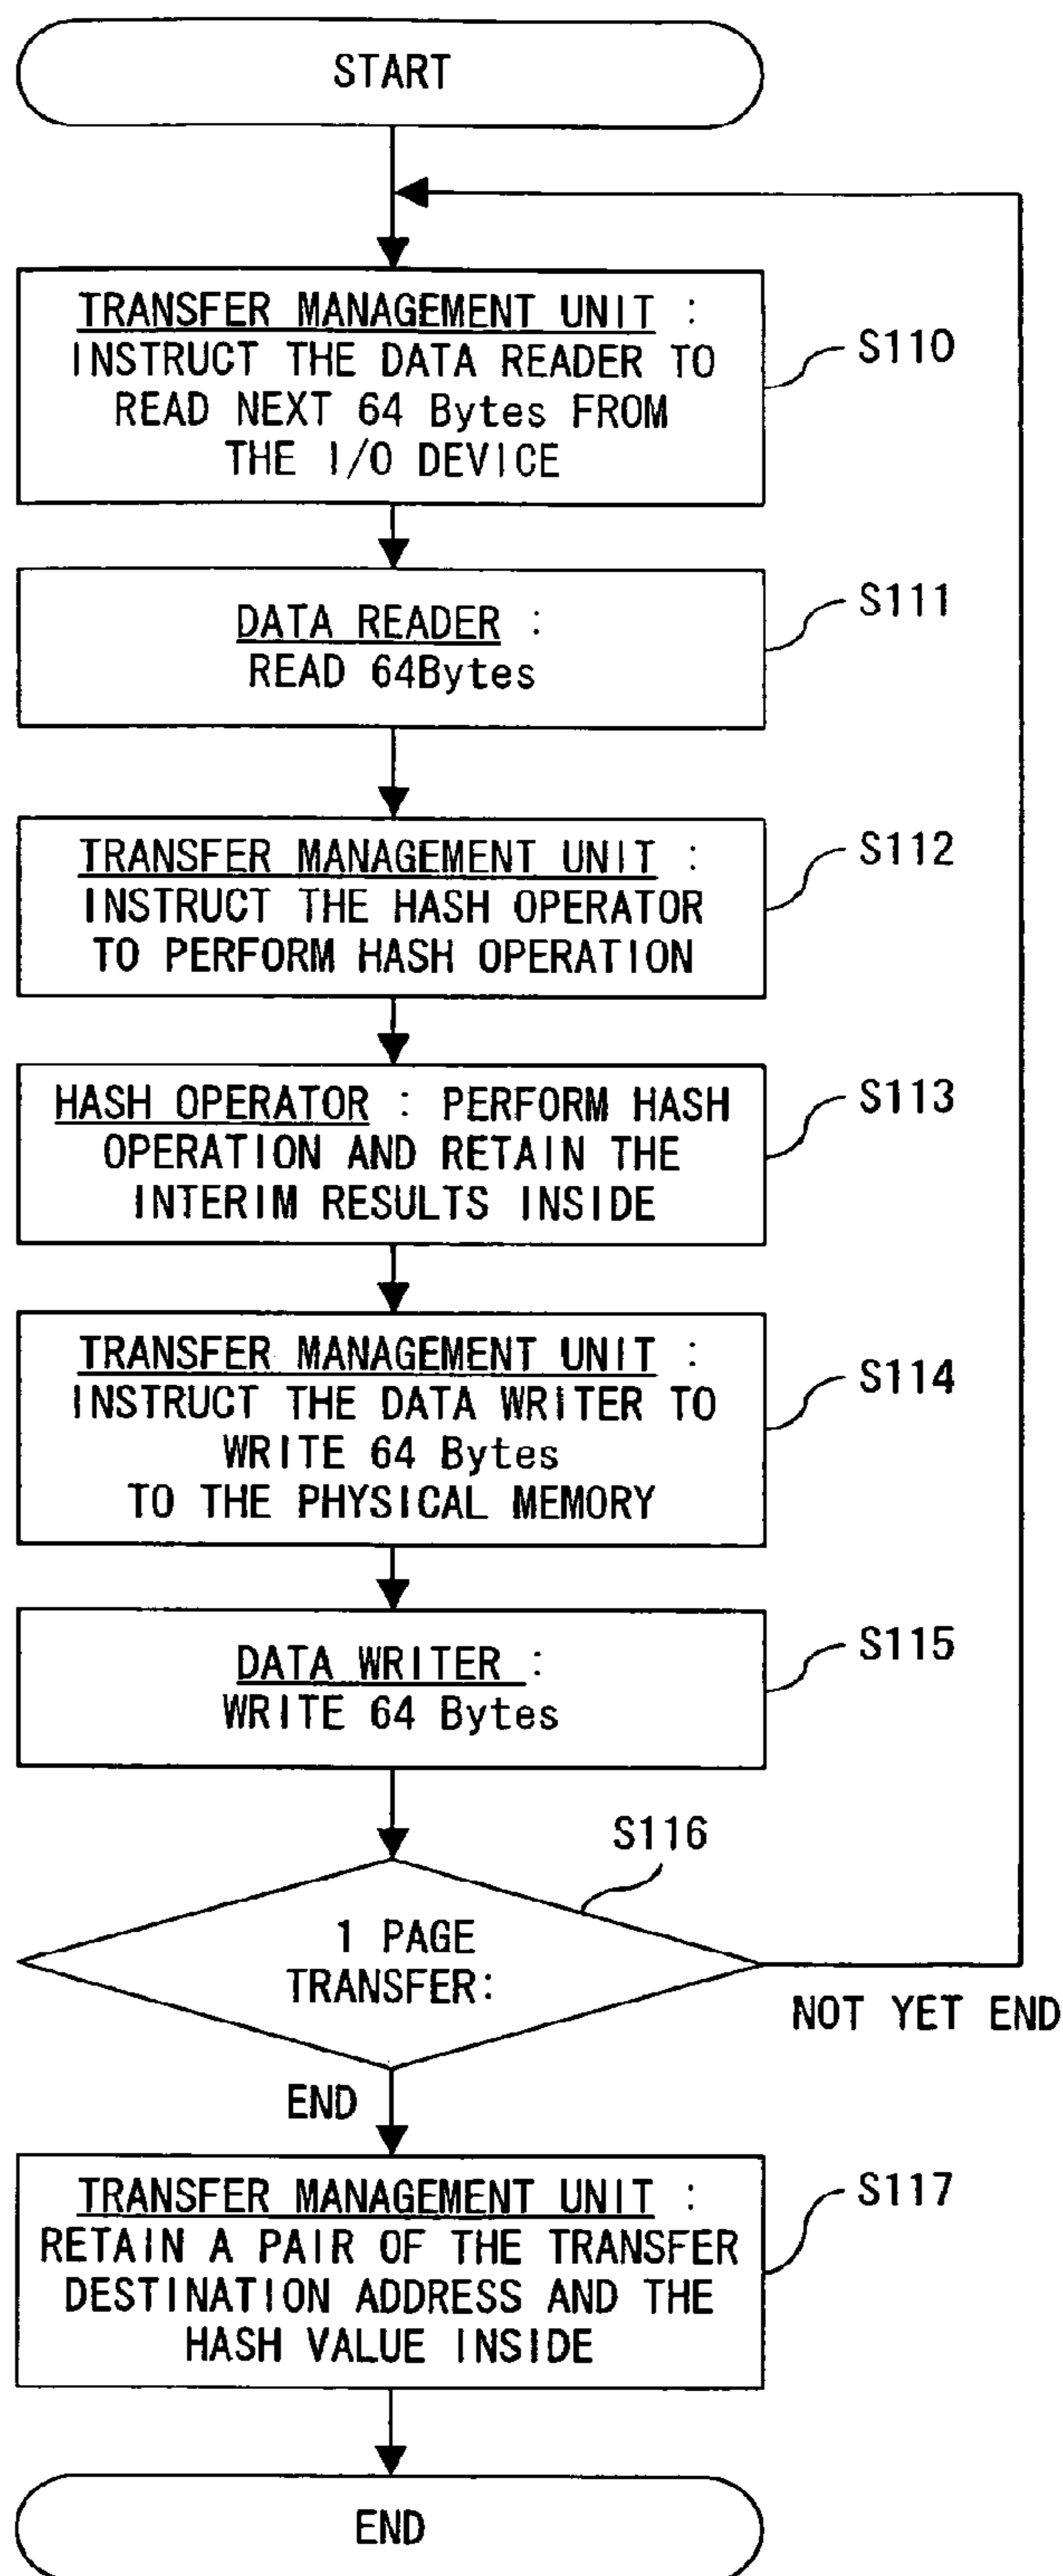 START
TRANSFER MANAGEMENT UNIT :
INSTRUCT THE DATA READER TO
READ NEXT 64 Bytes FROM
THE I/O DEVICE
S110
DATA READER :
READ 64Bytes
S111
TRANSFER MANAGEMENT UNIT :
INSTRUCT THE HASH OPERATOR
TO PERFORM HASH OPERATION
S112
HASH OPERATOR : PERFORM HASH
OPERATION AND RETAIN THE
INTERIM RESULTS INSIDE
S113
TRANSFER MANAGEMENT UNIT :
INSTRUCT THE DATA WRITER TO
WRITE 64 Bytes
TO THE PHYSICAL MEMORY
S114
DATA WRITER :
WRITE 64 Bytes
S115
S116
1 PAGE
TRANSFER:
NOT YET END
END
TRANSFER MANAGEMENT UNIT :
RETAIN A PAIR OF THE TRANSFER
DESTINATION ADDRESS AND THE
HASH VALUE INSIDE
S117
END